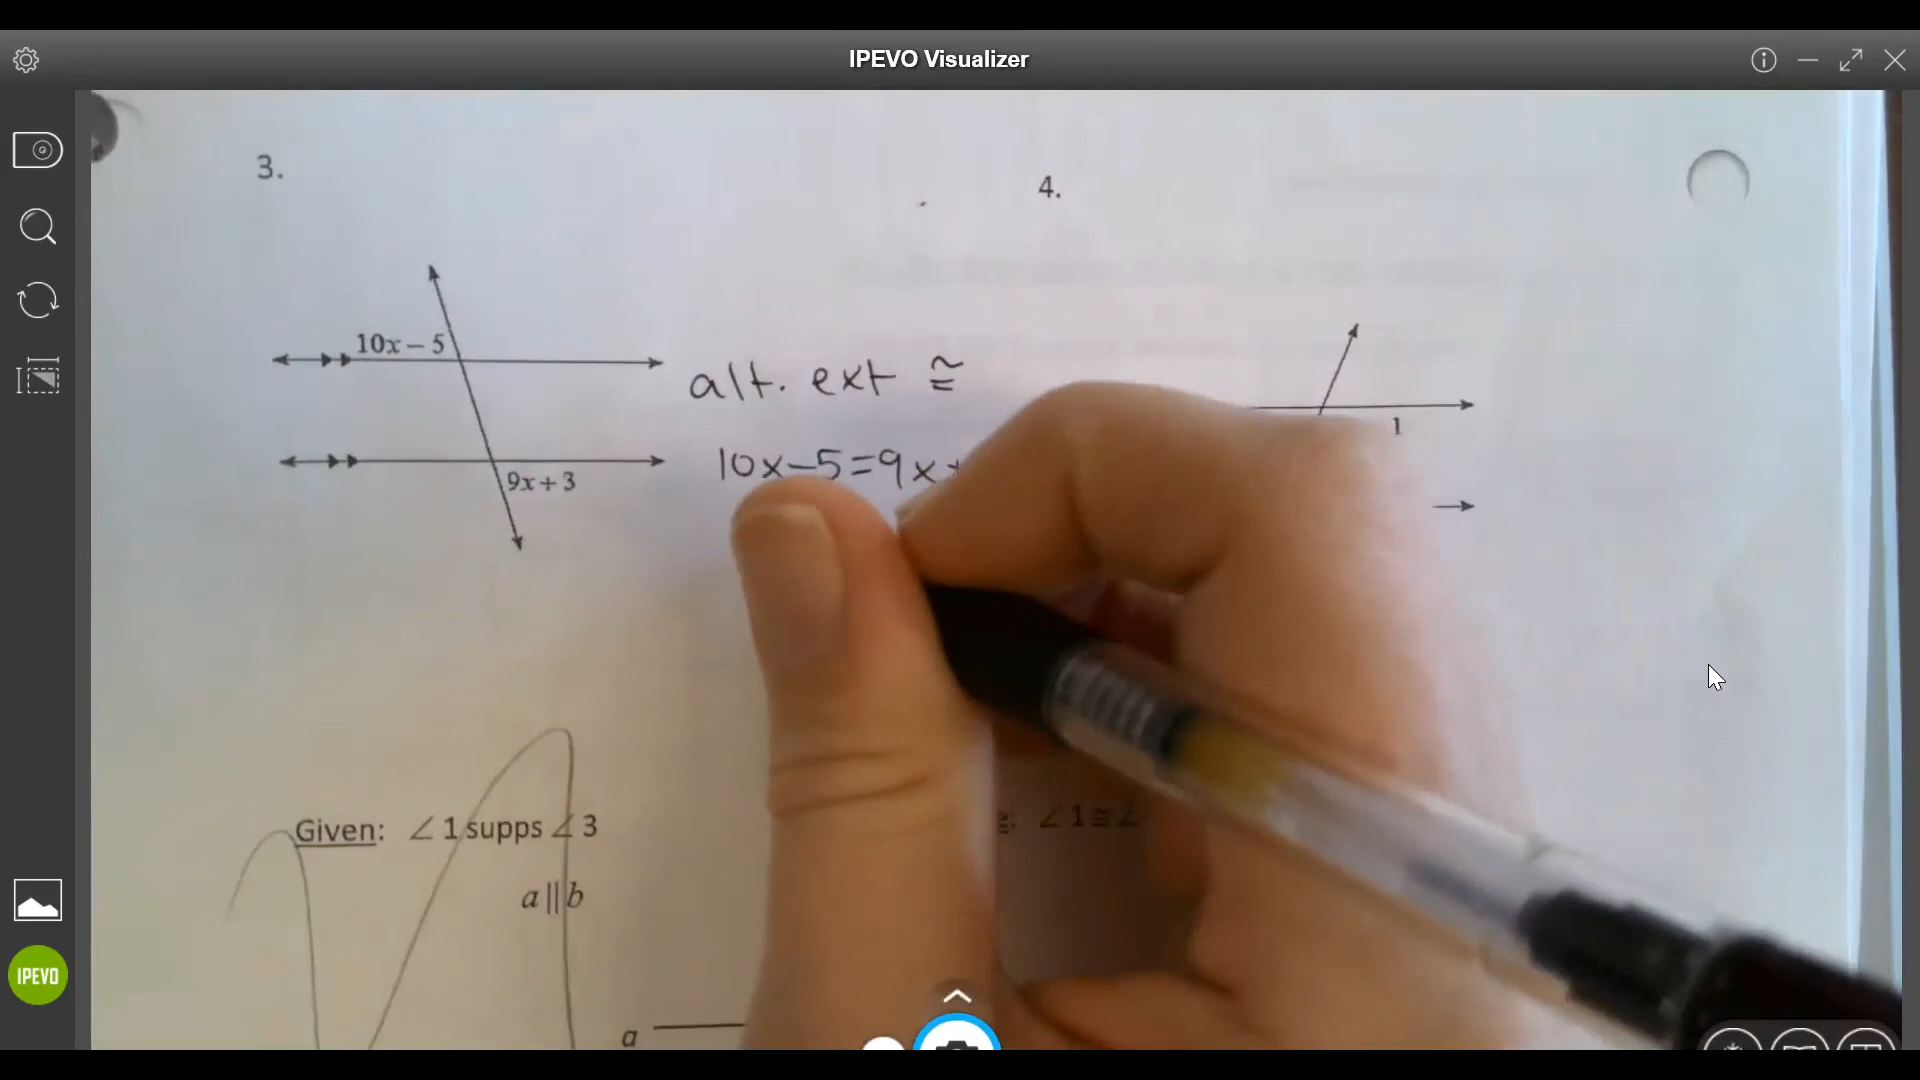 IPEVO Visualizer
3.
4.
10x – 5
alt. ext ≅
1
10x-5=9x
9x + 3
Given: ∠1 supps ∠3
∠1 ≅ ∠
a || b
IPEVO
a